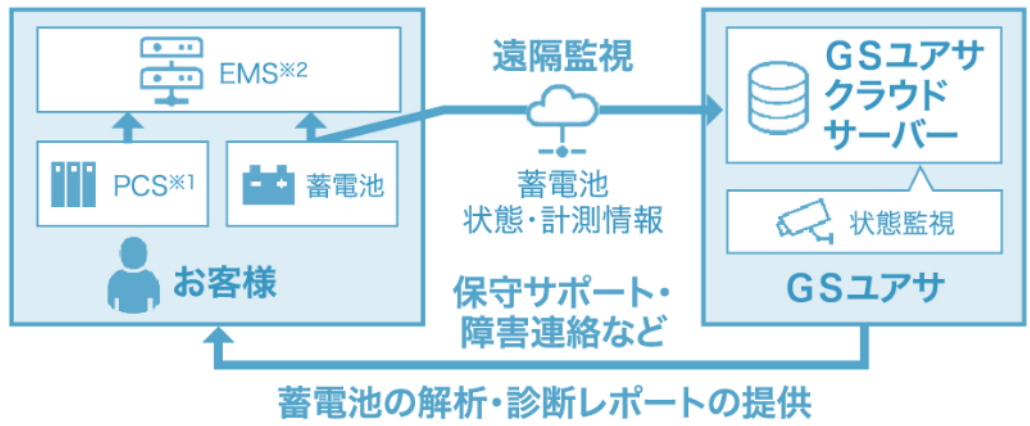 EMS※2
PCS※1
蓄電池
お客様
遠隔監視
蓄電池
状態・計測情報
GSユアサ
クラウド
サーバー
状態監視
GSユアサ
保守サポート・
障害連絡など
蓄電池の解析・診断レポートの提供